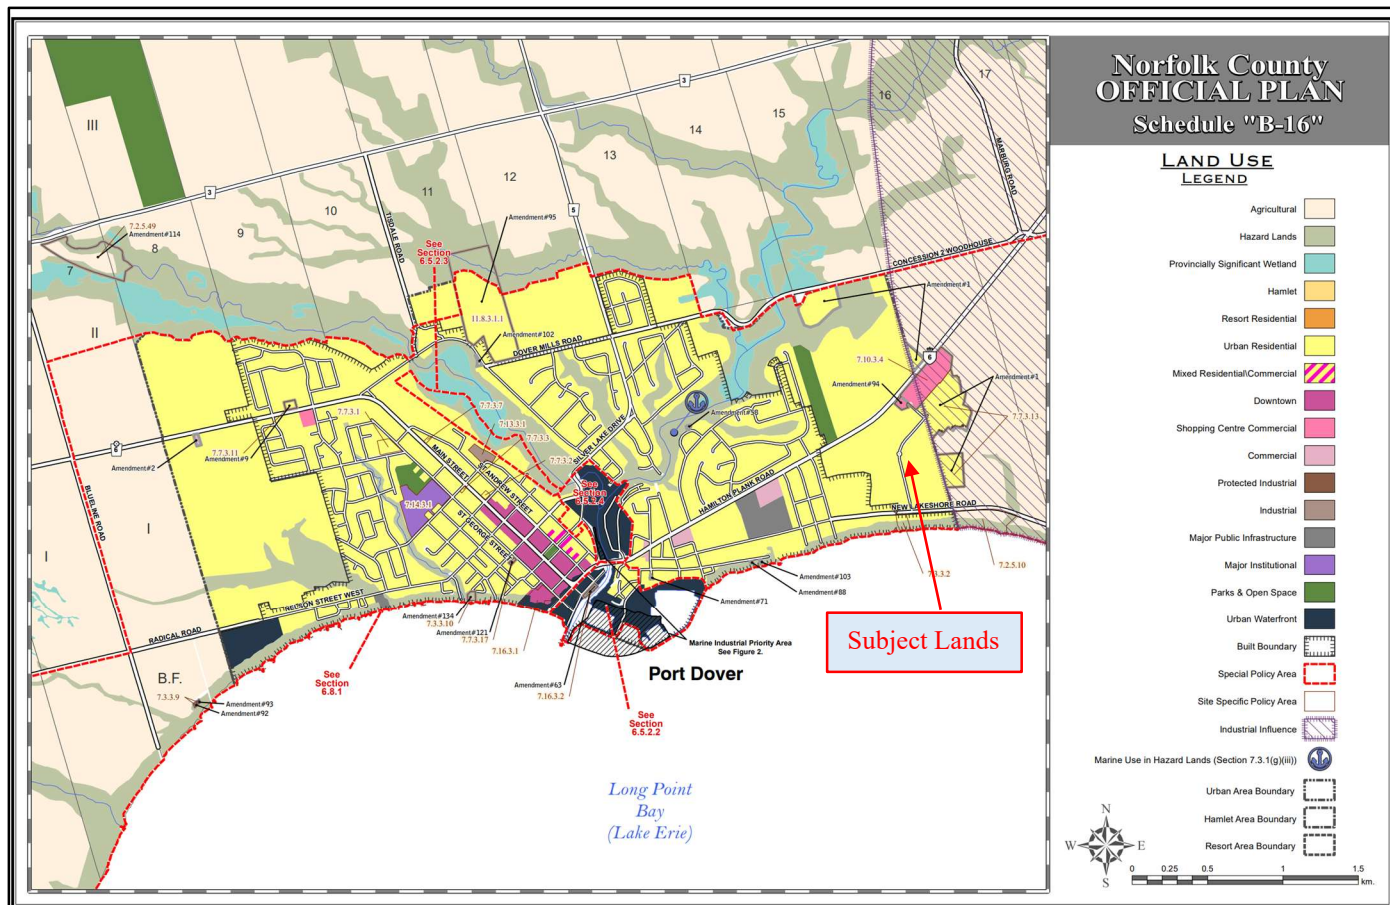 Norfolk County
OFFICIAL PLAN
Schedule "B-16"
LAND USE
LEGEND
Agricultural
Hazard Lands
Provincially Significant Wetland
Hamlet
Resort Residential
Urban Residential
Mixed Residential\Commercial
Downtown
Shopping Centre Commercial
Commercial
Protected Industrial
Industrial
Major Public Infrastructure
Major Institutional
Parks & Open Space
Urban Waterfront
Built Boundary
Special Policy Area
Site Specific Policy Area
Industrial Influence
Marine Use in Hazard Lands (Section 7.3.1(g)(iii))
Urban Area Boundary
Hamlet Area Boundary
Resort Area Boundary
N
W
E
S
0
0.25
0.5
1
1.5
km.
III
3
3
17
16
15
14
13
12
11
10
9
8
7
II
I
I
B.F.
MARBURG ROAD
TISDALE ROAD
5
7.2.5.49
Amendment#114
Amendment#95
See
Section
6.5.2.3
CONCESSION 2 WOODHOUSE
Amendment#1
11.8.3.1.1
Amendment#102
DOVER MILLS ROAD
7.10.3.4
6
Amendment#94
Amendment#1
7.7.3.13
7.7.3.1
7.7.3.7
7.13.3.1
7.7.3.3
7.7.3.2
Amendment#58
SILVER LAKE DRIVE
6
7.7.3.11
Amendment#9
Amendment#2
MAIN STREET
ST ANDREW STREET
ST GEORGE STREET
See
Section
6.5.2.4
HAMILTON PLANK ROAD
BLUELINE ROAD
7.14.3.1
NEW LAKESHORE ROAD
NELSON STREET WEST
RADICAL ROAD
7.3.3.2
7.2.5.10
Amendment#103
Amendment#88
Amendment#71
Amendment#134
7.3.3.10
Amendment#121
7.7.3.17
7.16.3.1
Marine Industrial Priority Area
See Figure 2.
Subject Lands
Port Dover
See
Section
6.8.1
Amendment#63
7.16.3.2
7.3.3.9
Amendment#93
Amendment#92
See
Section
6.5.2.2
Long Point
Bay
(Lake Erie)